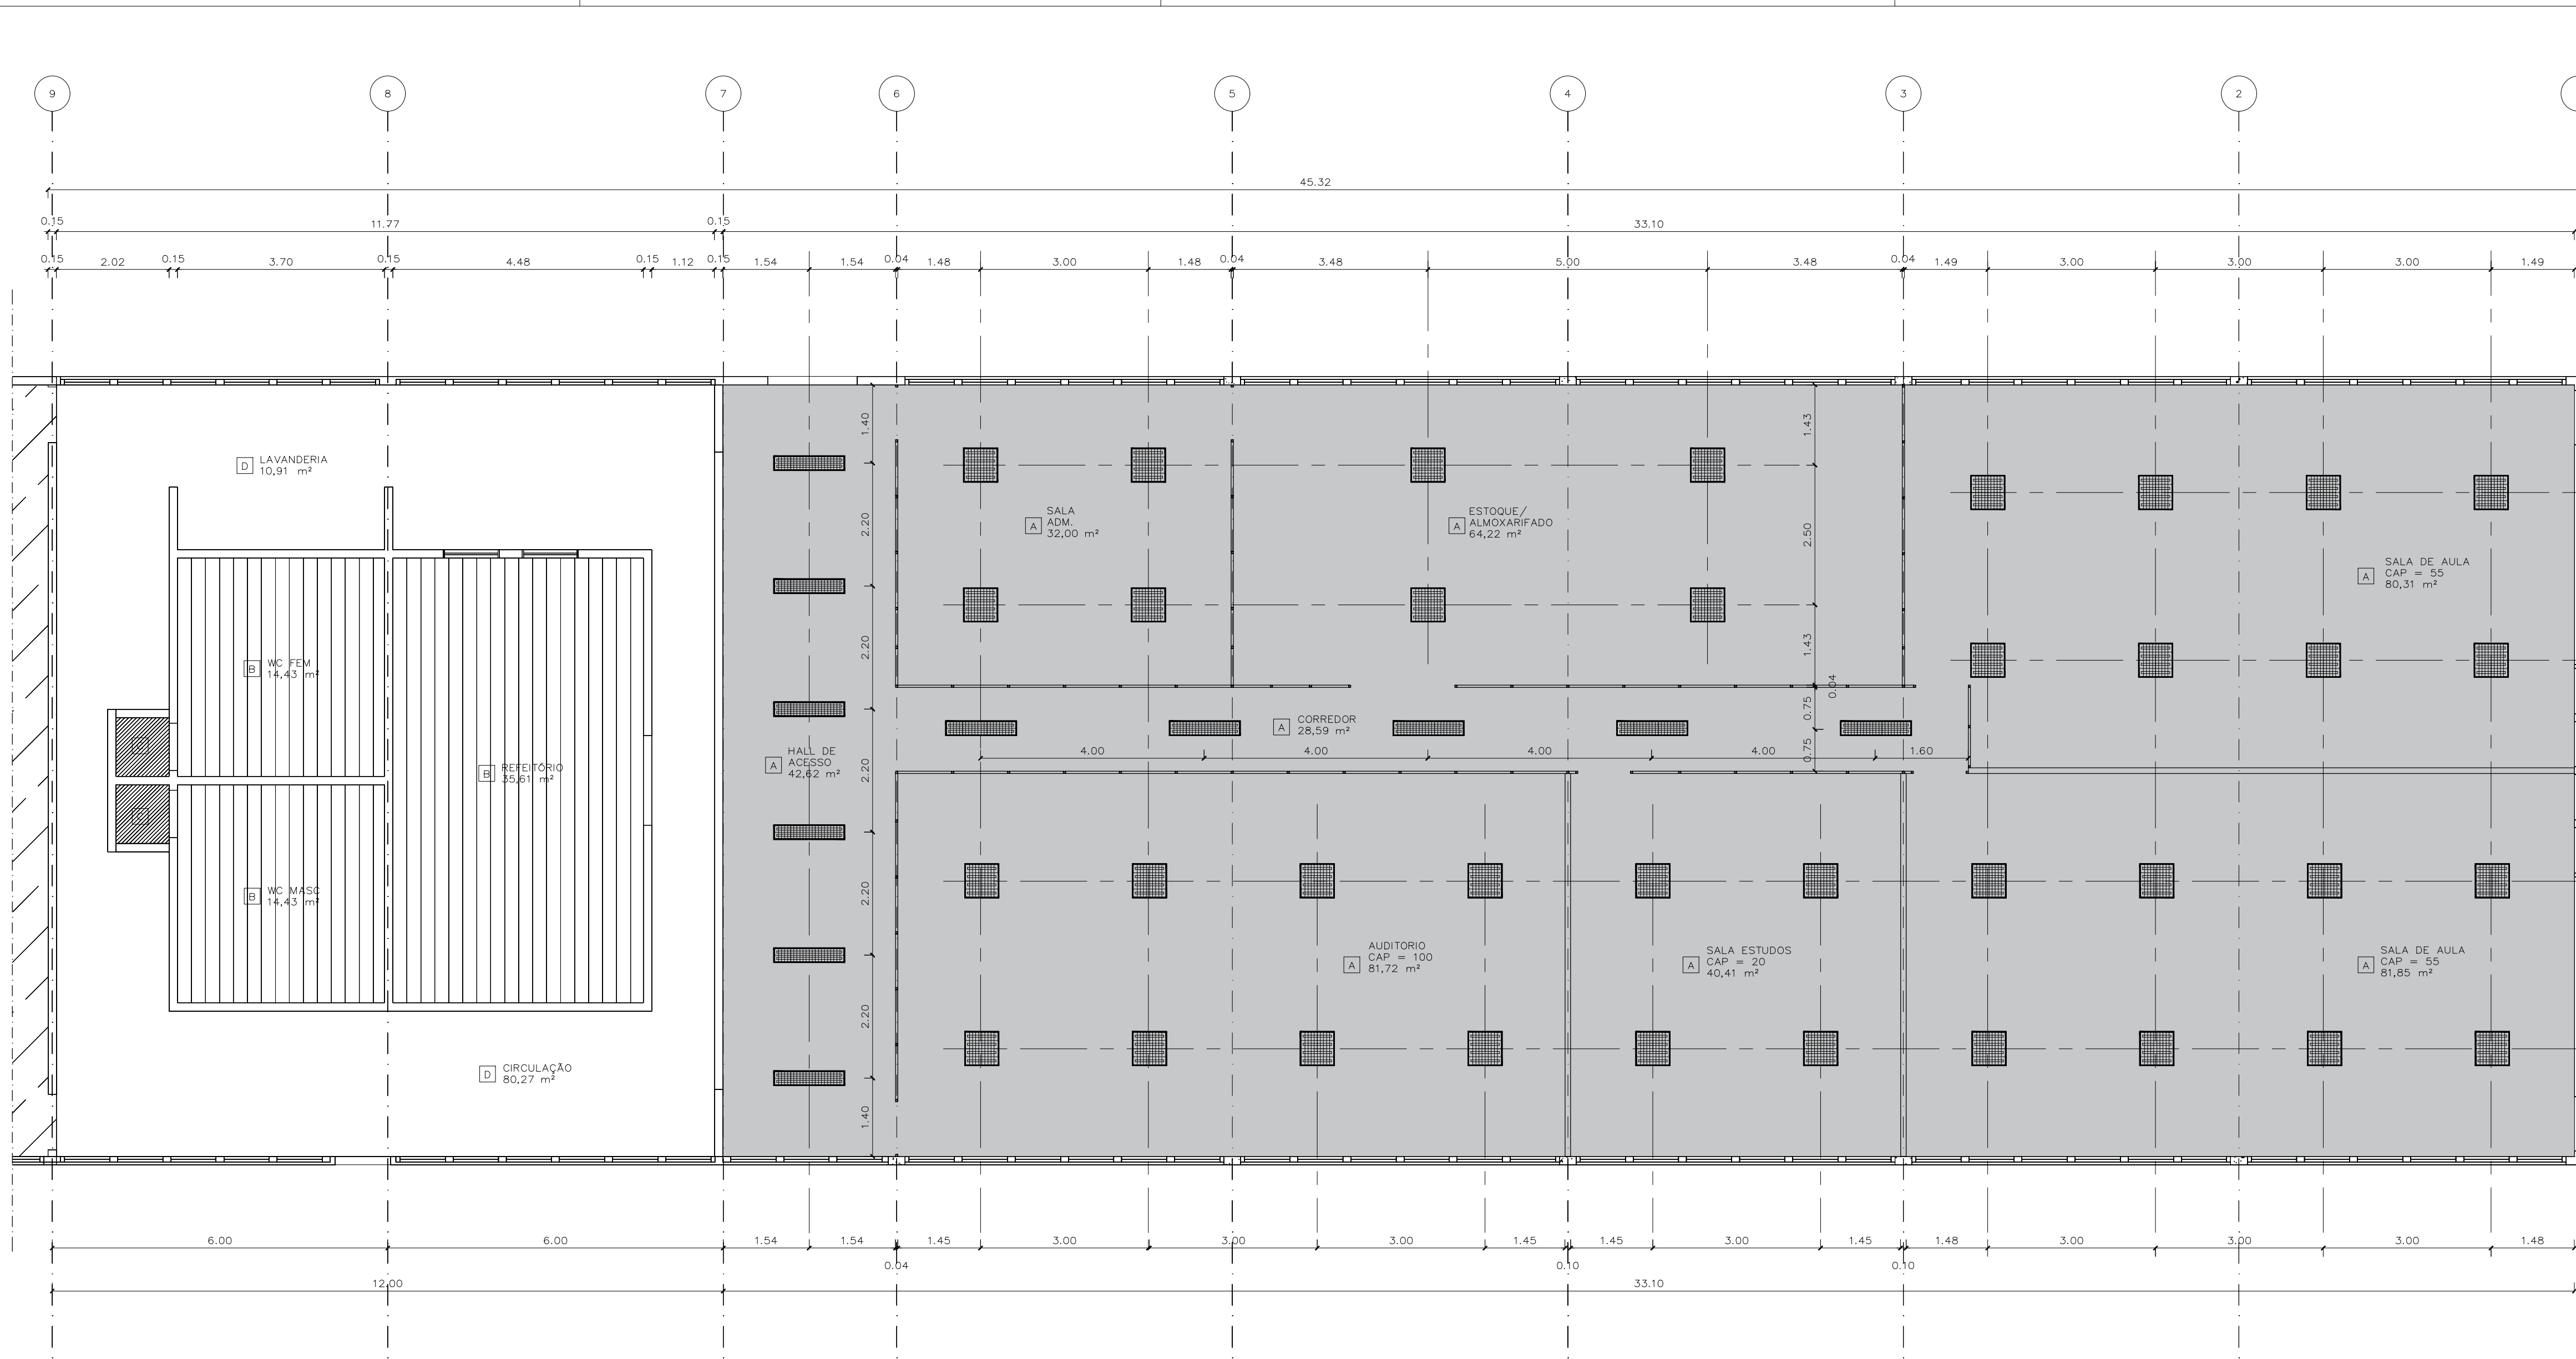 9 8 7 6 5 4 3 2
45.32
0.15 11.77 0.15 33.10
0.15 2.02 0.15 3.70 0.15 4.48 0.15 1.12 0.15 1.54 1.54 0.04 1.48 3.00 1.48 0.04 3.48 5.00 3.48 0.04 1.49 3.00 3.00 3.00 1.49
1.40
2.20
2.20
2.20
2.20
2.20
1.40
1.43
2.50
1.43
0.04
0.75
0.75
D LAVANDERIA
10,91 m²
A SALA
ADM.
32,00 m²
A ESTOQUE/
ALMOXARIFADO
64,22 m²
A SALA DE AULA
CAP = 55
80,31 m²
B WC FEM
14,43 m²
A CORREDOR
28,59 m²
4.00 4.00 4.00 4.00 1.60
A HALL DE
ACESSO
42,62 m²
B REFEITÓRIO
35,61 m²
B WC MASC
14,43 m²
A AUDITORIO
CAP = 100
81,72 m²
A SALA ESTUDOS
CAP = 20
40,41 m²
A SALA DE AULA
CAP = 55
81,85 m²
D CIRCULAÇÃO
80,27 m²
6.00 6.00 1.54 1.54 1.45 3.00 3.00 3.00 1.45 1.45 3.00 1.45 1.48 3.00 3.00 3.00 1.48
0.04 0.10 0.10
12.00 33.10